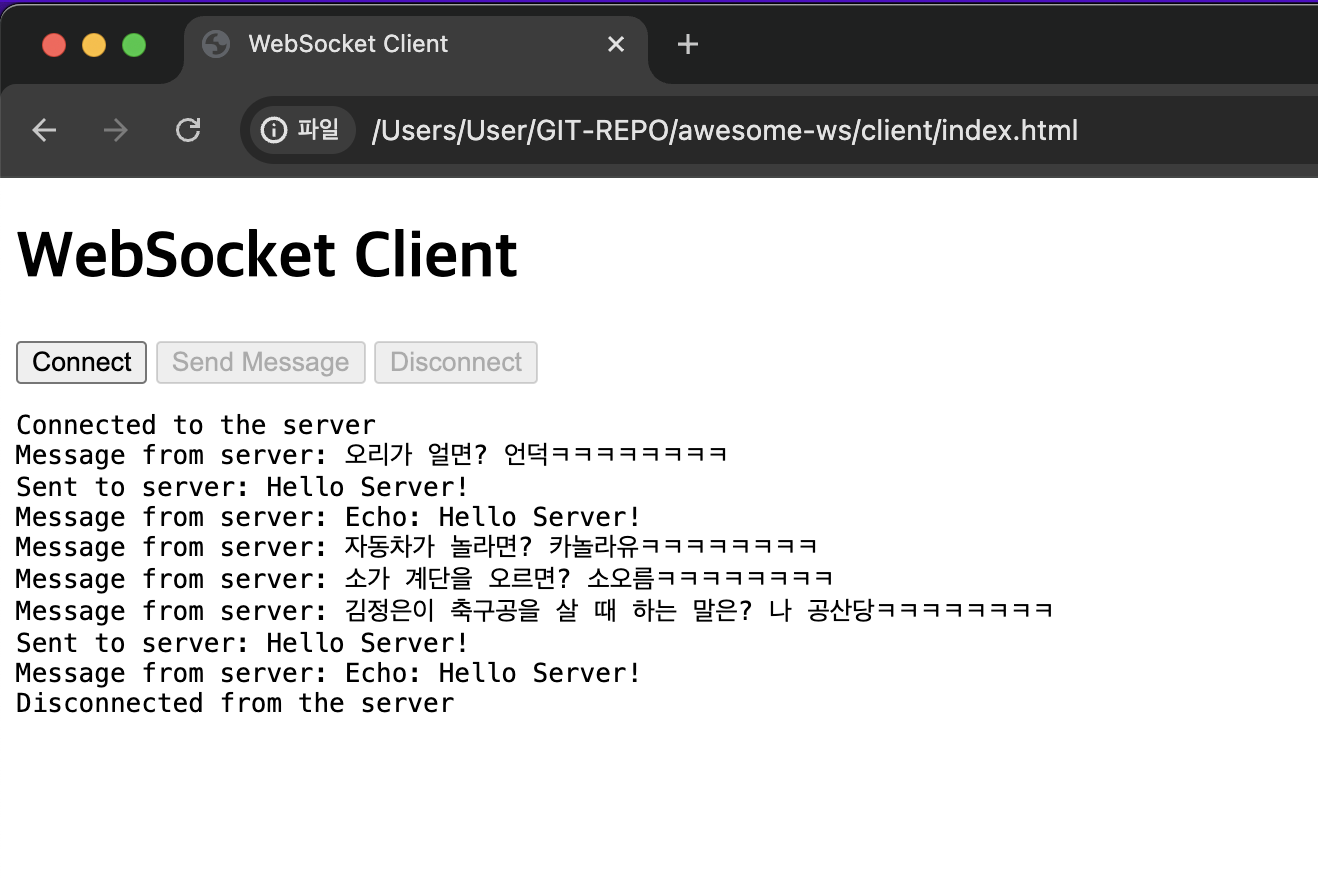 WebSocket Client
파일 /Users/User/GIT-REPO/awesome-ws/client/index.html
WebSocket Client
Connect Send Message Disconnect
Connected to the server
Message from server: 오리가 얼면? 언덕ㅋㅋㅋㅋㅋㅋㅋㅋ
Sent to server: Hello Server!
Message from server: Echo: Hello Server!
Message from server: 자동차가 놀라면? 카놀라유ㅋㅋㅋㅋㅋㅋㅋㅋ
Message from server: 소가 계단을 오르면? 소오름ㅋㅋㅋㅋㅋㅋㅋㅋ
Message from server: 김정은이 축구공을 살 때 하는 말은? 나 공산당ㅋㅋㅋㅋㅋㅋㅋㅋ
Sent to server: Hello Server!
Message from server: Echo: Hello Server!
Disconnected from the server